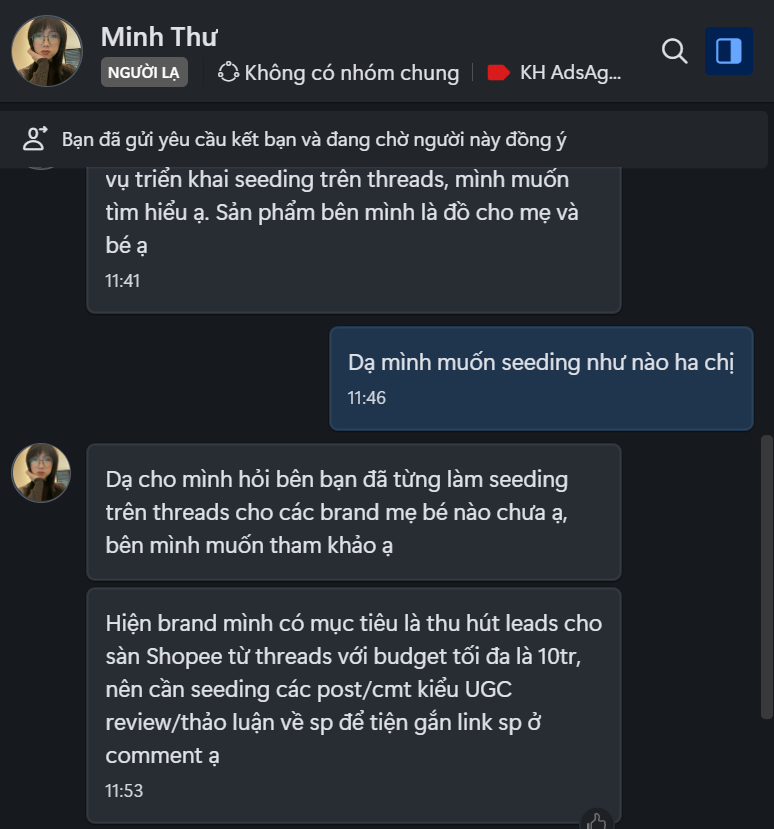 Minh Thư
NGƯỜI LẠ
Không có nhóm chung
KH AdsAg...
Bạn đã gửi yêu cầu kết bạn và đang chờ người này đồng ý
vụ triển khai seeding trên threads, mình muốn
tìm hiểu ạ. Sản phẩm bên mình là đồ cho mẹ và
bé ạ
11:41
Dạ mình muốn seeding như nào ha chị
11:46
Dạ cho mình hỏi bên bạn đã từng làm seeding
trên threads cho các brand mẹ bé nào chưa ạ,
bên mình muốn tham khảo ạ
Hiện brand mình có mục tiêu là thu hút leads cho
sàn Shopee từ threads với budget tối đa là 10tr,
nên cần seeding các post/cmt kiểu UGC
review/thảo luận về sp để tiện gắn link sp ở
comment ạ
11:53